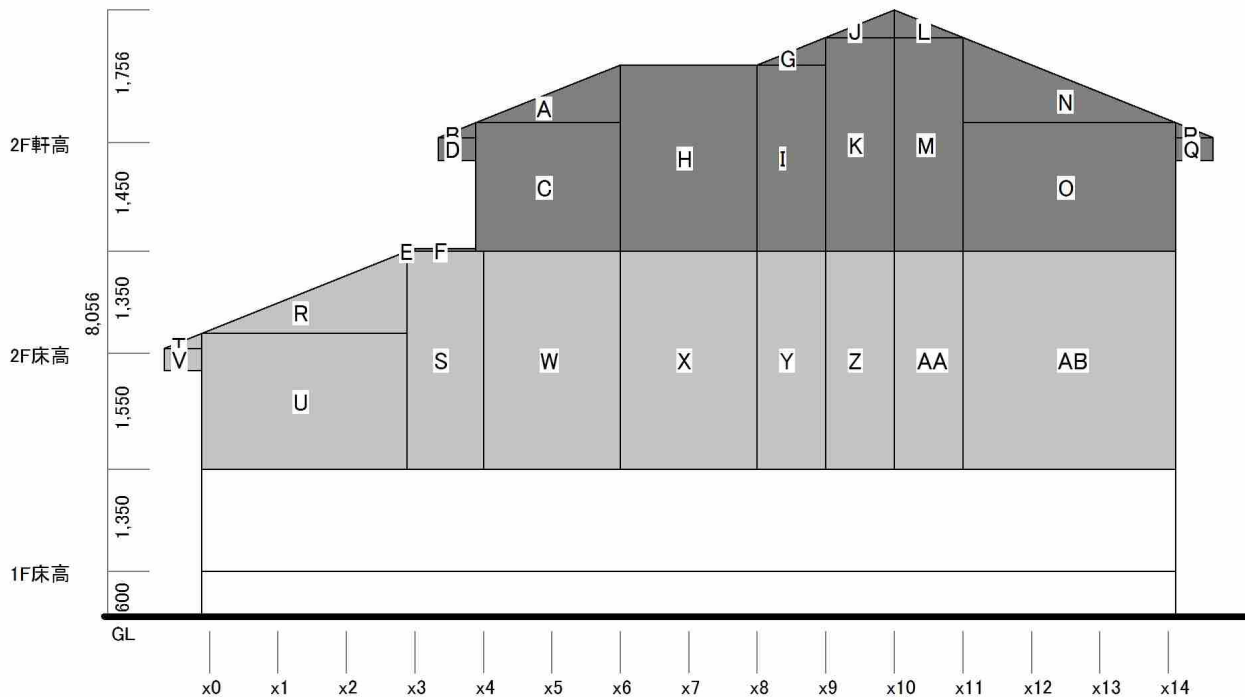 1,756
2F軒高
1,450
1,350
8,056
2F床高
1,550
1,350
1F床高
600
GL
J
L
G
A
N
B
D
Q
H
I
K
M
C
O
E
F
R
T
V
S
W
X
Y
Z
AA
AB
U
x0 x1 x2 x3 x4 x5 x6 x7 x8 x9 x10 x11 x12 x13 x14